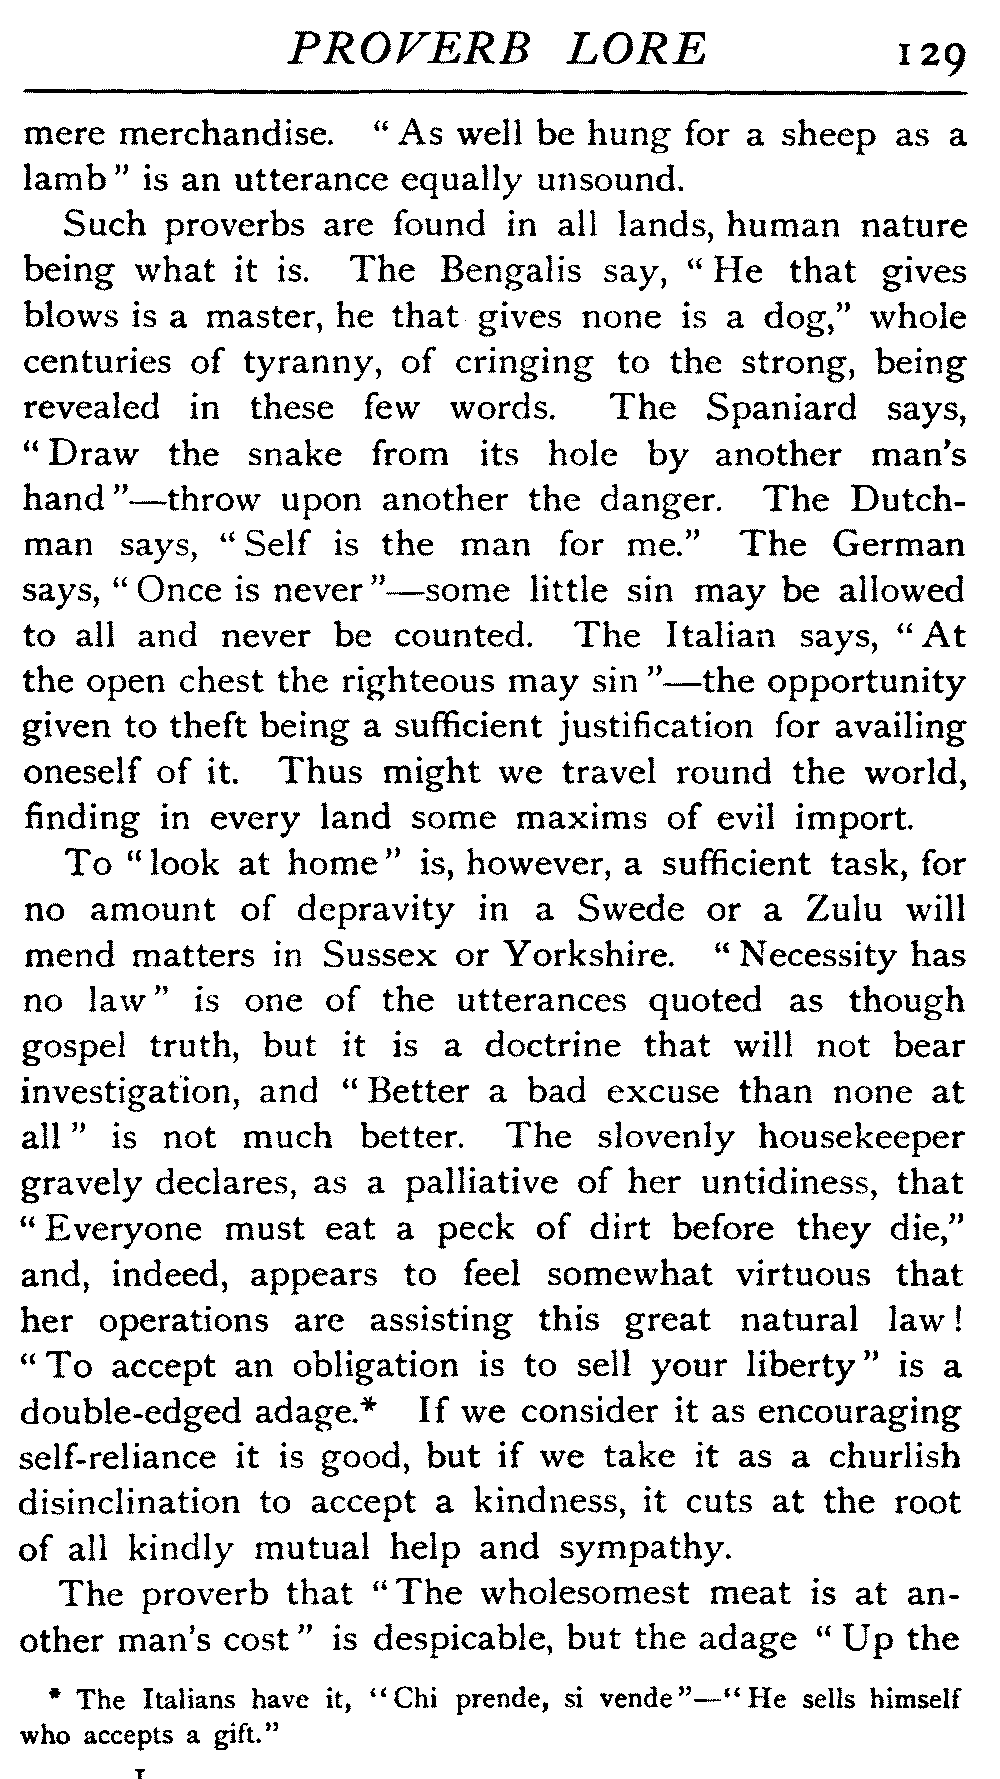 PROVERB LORE 129
mere merchandise. “As well be hung for a sheep as a
lamb” is an utterance equally unsound.
Such proverbs are found in all lands, human nature
being what it is. The Bengalis say, “He that gives
blows is a master, he that gives none is a dog,” whole
centuries of tyranny, of cringing to the strong, being
revealed in these few words. The Spaniard says,
“Draw the snake from its hole by another man's
hand”—throw upon another the danger. The Dutch-
man says, “Self is the man for me.” The German
says, “Once is never”—some little sin may be allowed
to all and never be counted. The Italian says, “At
the open chest the righteous may sin”—the opportunity
given to theft being a sufficient justification for availing
oneself of it. Thus might we travel round the world,
finding in every land some maxims of evil import.
To “look at home” is, however, a sufficient task, for
no amount of depravity in a Swede or a Zulu will
mend matters in Sussex or Yorkshire. “Necessity has
no law” is one of the utterances quoted as though
gospel truth, but it is a doctrine that will not bear
investigation, and “Better a bad excuse than none at
all” is not much better. The slovenly housekeeper
gravely declares, as a palliative of her untidiness, that
“Everyone must eat a peck of dirt before they die,”
and, indeed, appears to feel somewhat virtuous that
her operations are assisting this great natural law!
“To accept an obligation is to sell your liberty” is a
double-edged adage.* If we consider it as encouraging
self-reliance it is good, but if we take it as a churlish
disinclination to accept a kindness, it cuts at the root
of all kindly mutual help and sympathy.
The proverb that “The wholesomest meat is at an-
other man's cost” is despicable, but the adage “Up the
* The Italians have it, “Chi prende, si vende”—“He sells himself
who accepts a gift.”
I